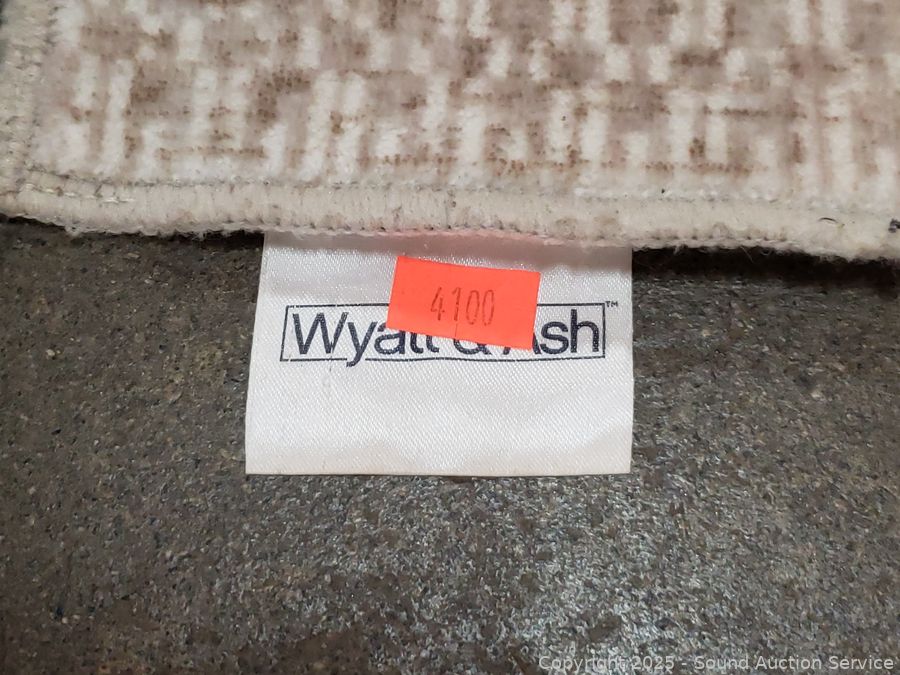 4100
Wyatt & Ash™
Copyright 2025 - Sound Auction Service